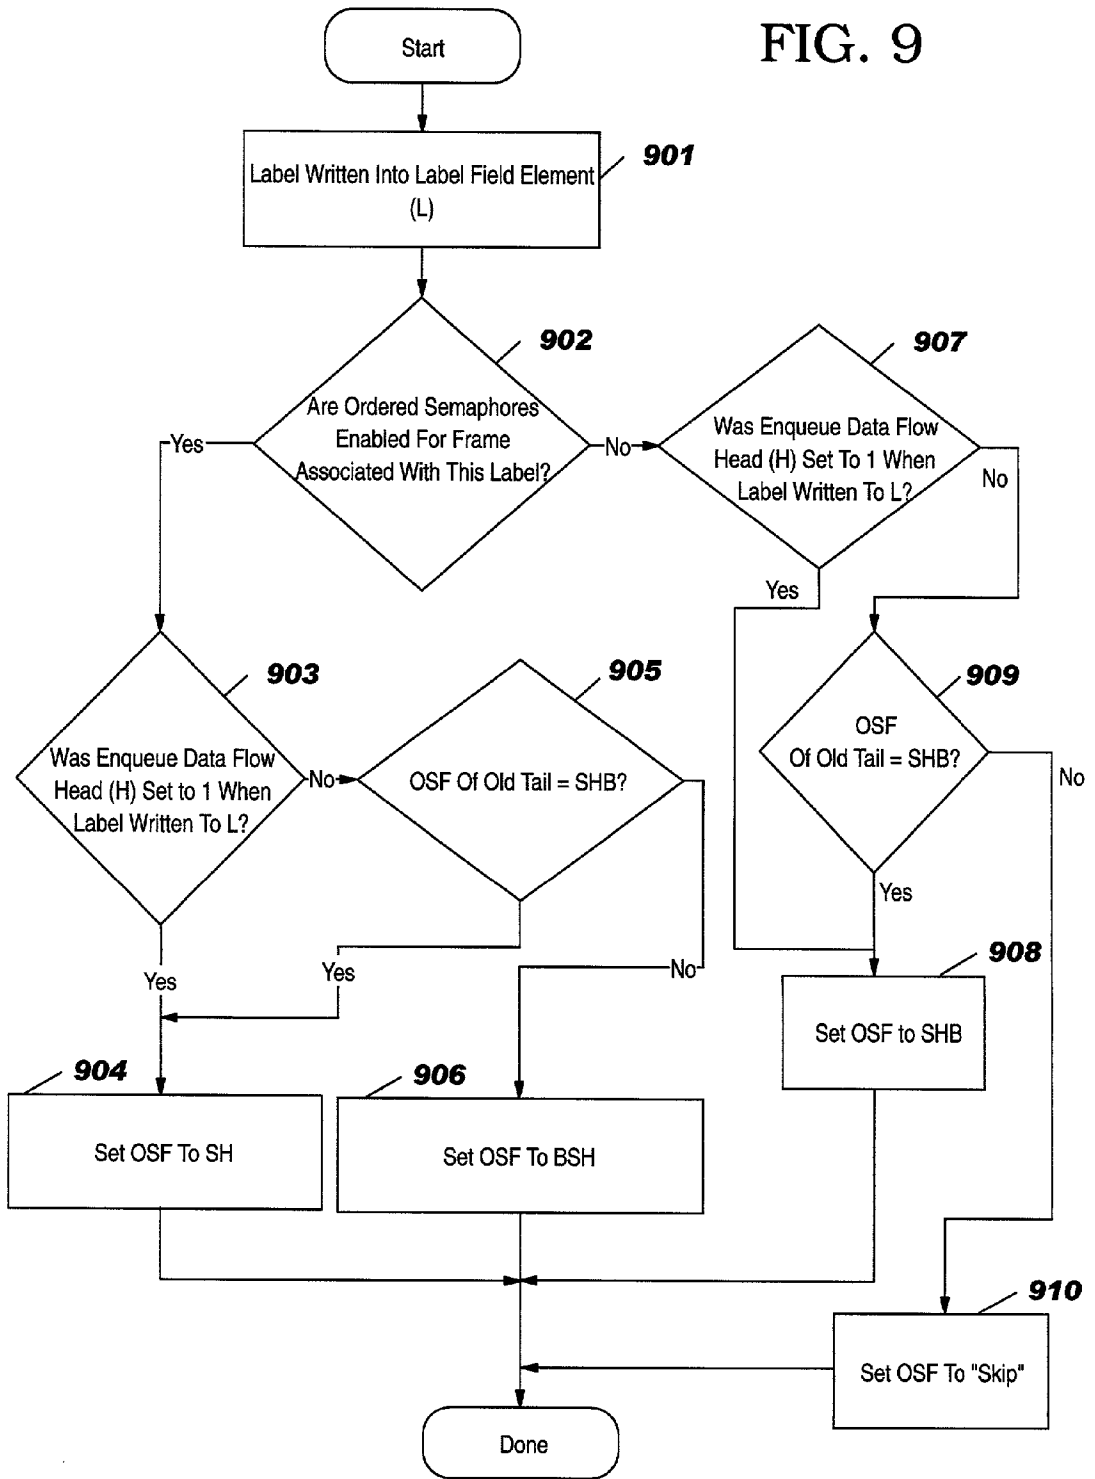 FIG. 9
Start
901
Label Written Into Label Field Element
(L)
902
Are Ordered Semaphores
Enabled For Frame
Associated With This Label?
Yes
No
907
Was Enqueue Data Flow
Head (H) Set To 1 When
Label Written To L?
No
Yes
903
Was Enqueue Data Flow
Head (H) Set to 1 When
Label Written To L?
No
Yes
905
OSF Of Old Tail = SHB?
Yes
No
909
OSF
Of Old Tail = SHB?
No
Yes
908
Set OSF to SHB
904
Set OSF To SH
906
Set OSF To BSH
910
Set OSF To "Skip"
Done